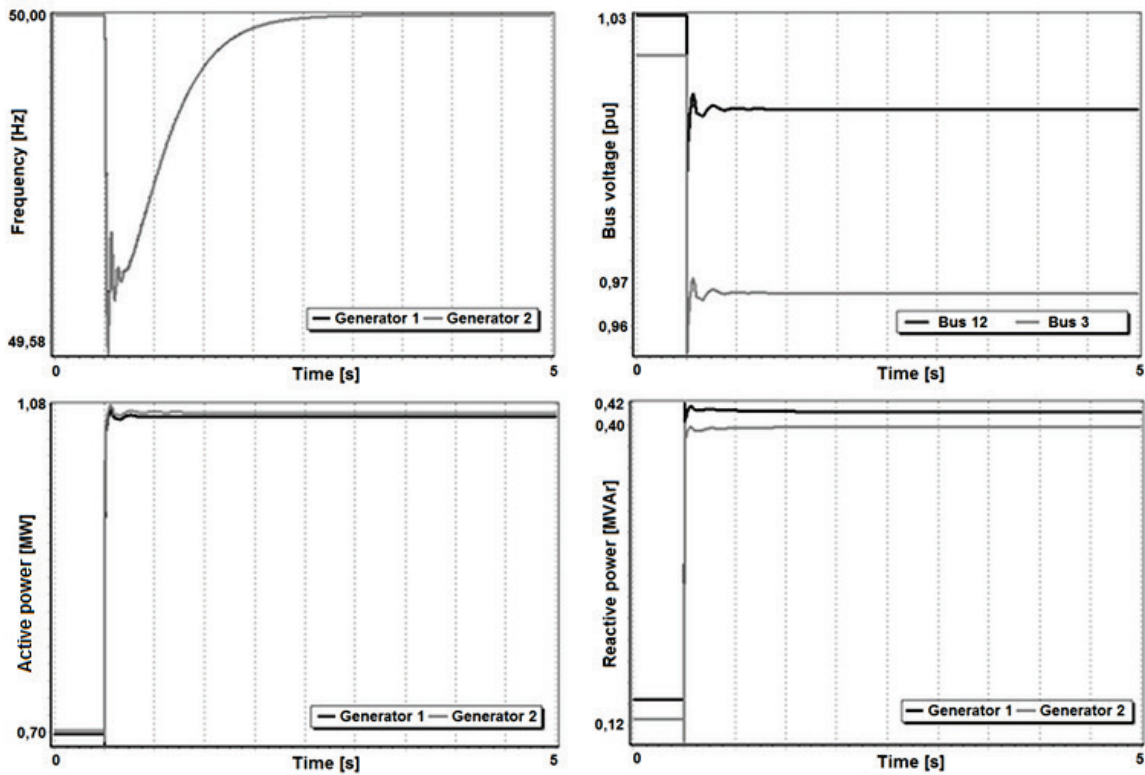 50,00
Frequency [Hz]
49,58
Generator 1 Generator 2
0 5
Time [s]
1,03
Bus voltage [pu]
0,97
0,96
Bus 12 Bus 3
0 5
Time [s]
1,08
Active power [MW]
0,70
Generator 1 Generator 2
0 5
Time [s]
0,42
0,40
Reactive power [MVAr]
0,12
Generator 1 Generator 2
0 5
Time [s]